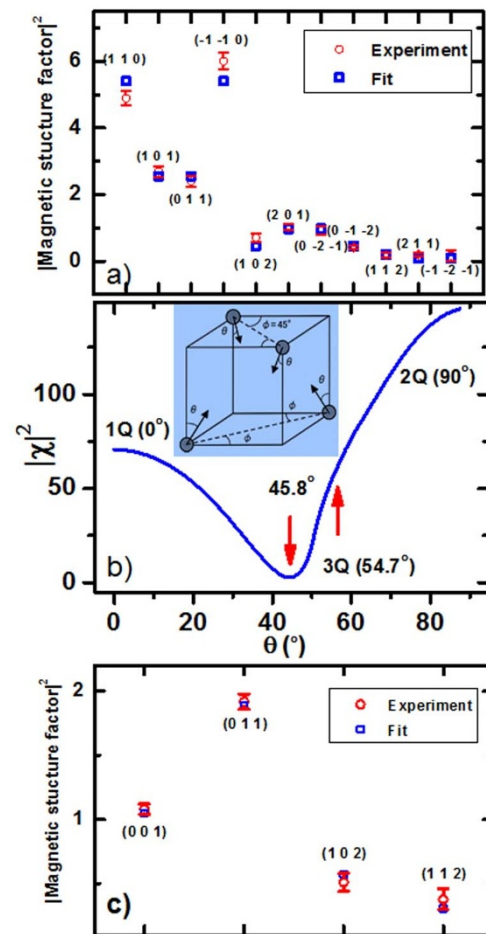 |Magnetic stucture factor|²
6
4
2
0
(1 1 0)
(-1 -1 0)
Experiment
Fit
(1 0 1)
(0 1 1)
(1 0 2)
(2 0 1)
(0 -2 -1)
(0 -1 -2)
(1 1 2)
(2 1 1)
(-1 -2 -1)
a)
|χ|²
100
50
0
1Q (0°)
θ
ϕ=45°
θ
θ
θ
ϕ
ϕ
2Q (90°)
45.8°
3Q (54.7°)
b)
0 20 40 60 80
θ (°)
|Magnetic stucture factor|²
2
1
Experiment
Fit
(0 0 1)
(0 1 1)
(1 0 2)
(1 1 2)
c)